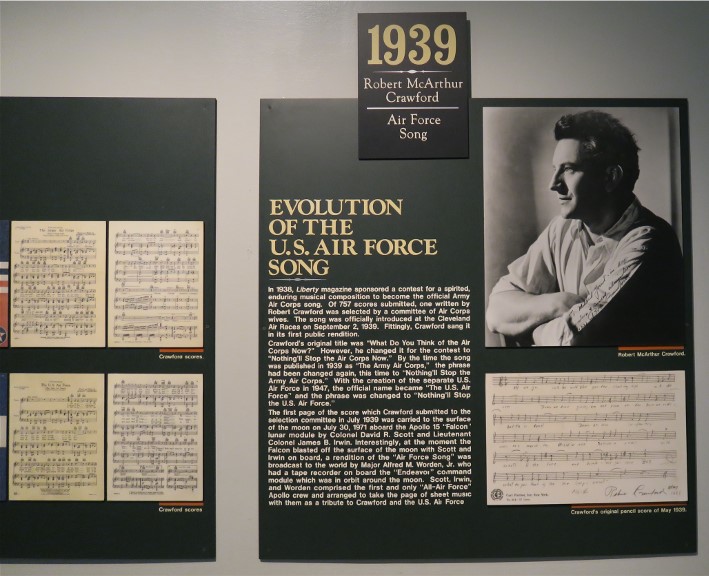 1939
Robert McArthur
Crawford
Air Force
Song
EVOLUTION
OF THE
U.S. AIR FORCE
SONG
In 1938, Liberty magazine sponsored a contest for a spirited,
enduring musical composition to become the official Army
Air Corps song. Of 757 scores submitted, one written by
Robert Crawford was selected by a committee of Air Corps
wives. The song was officially introduced at the Cleveland
Air Races on September 2, 1939. Fittingly, Crawford sang it
in its first public rendition.
Crawford's original title was "What Do You Think of the Air
Corps Now?" However, he changed it for the contest to
"Nothing'll Stop the Air Corps Now." By the time the song
was published in 1939 as "The Army Air Corps," the phrase
had been changed again, this time to "Nothing'll Stop the
Army Air Corps." With the creation of the separate U.S.
Air Force in 1947, the official name became "The U.S. Air
Force" and the phrase was changed to "Nothing'll Stop
the U.S. Air Force."
The first page of the score which Crawford submitted to the
selection committee in July 1939 was carried to the surface
of the moon on July 30, 1971 aboard the Apollo 15 "Falcon"
lunar module by Colonel David R. Scott and Lieutenant
Colonel James B. Irwin. Interestingly, at the moment the
Falcon blasted off the surface of the moon with Scott and
Irwin on board, a rendition of the "Air Force Song" was
broadcast to the world by Major Alfred M. Worden, Jr. who
had a tape recorder on board the "Endeavor" command
module which was in orbit around the moon. Scott, Irwin,
and Worden comprised the first and only "All-Air Force"
Apollo crew and arranged to take the page of sheet music
with them as a tribute to Crawford and the U.S. Air Force
Robert McArthur Crawford.
Crawford scores.
Crawford scores
Carl Fischer, Inc. New York.
Robert Crawford
Crawford's original pencil score of May 1939.